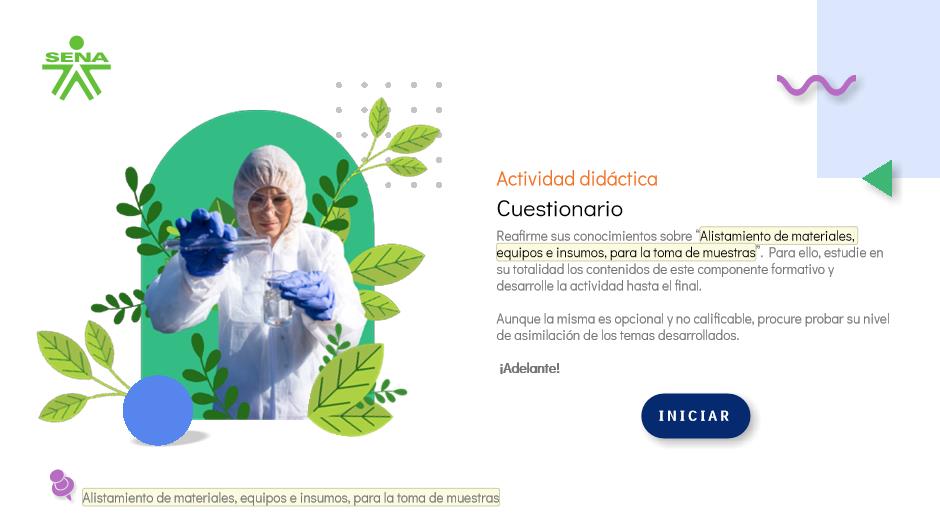 SENA
Actividad didáctica
Cuestionario
Reafirme sus conocimientos sobre “Alistamiento de materiales,
equipos e insumos, para la toma de muestras”. Para ello, estudie en
su totalidad los contenidos de este componente formativo y
desarrolle la actividad hasta el final.
Aunque la misma es opcional y no calificable, procure probar su nivel
de asimilación de los temas desarrollados.
¡Adelante!
INICIAR
Alistamiento de materiales, equipos e insumos, para la toma de muestras